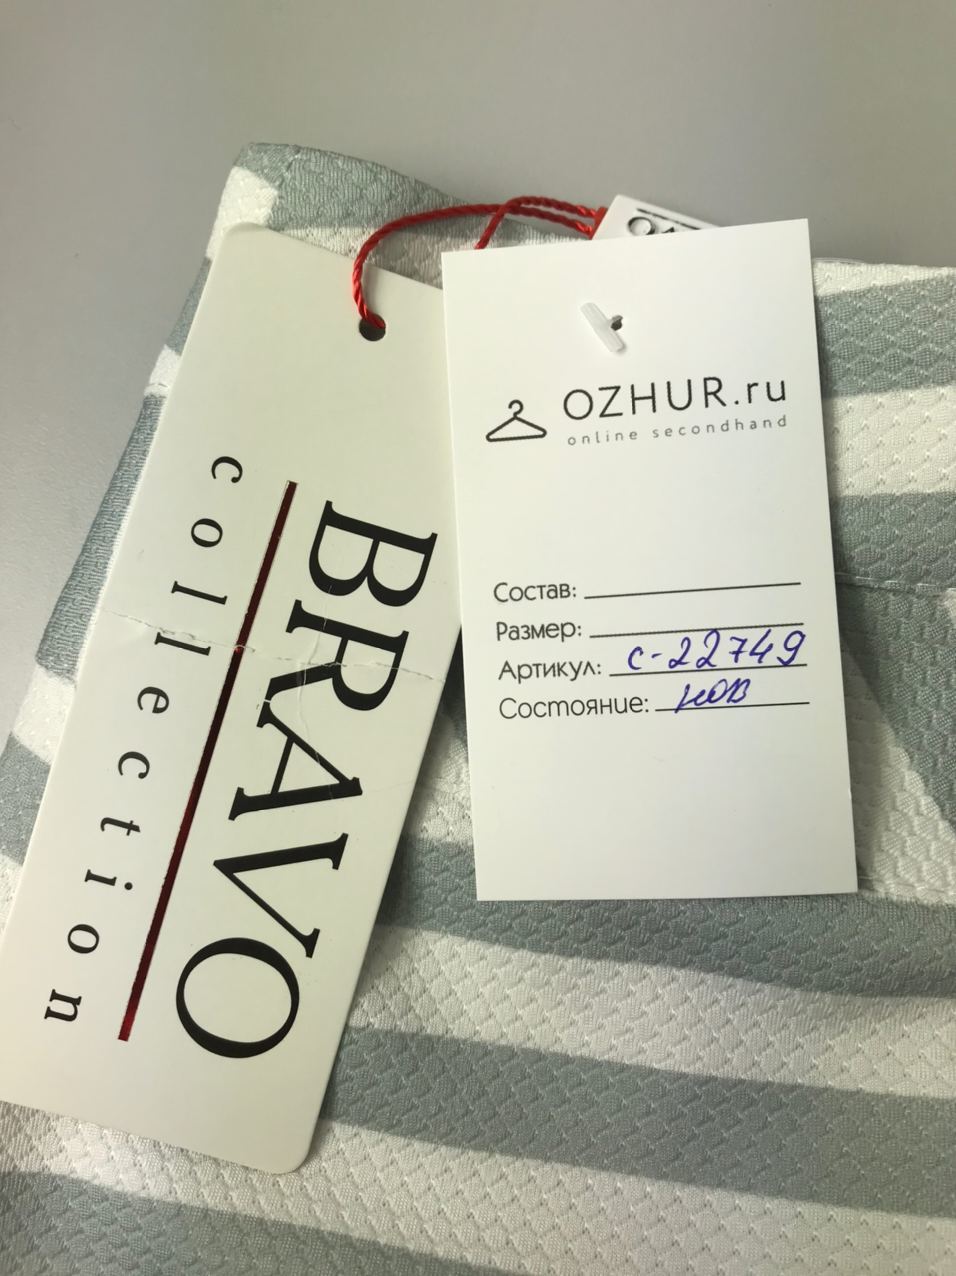 BRAVO
collection
OZHUR.ru
online secondhand
Состав:
Размер:
Артикул: с-22749
Состояние: нов